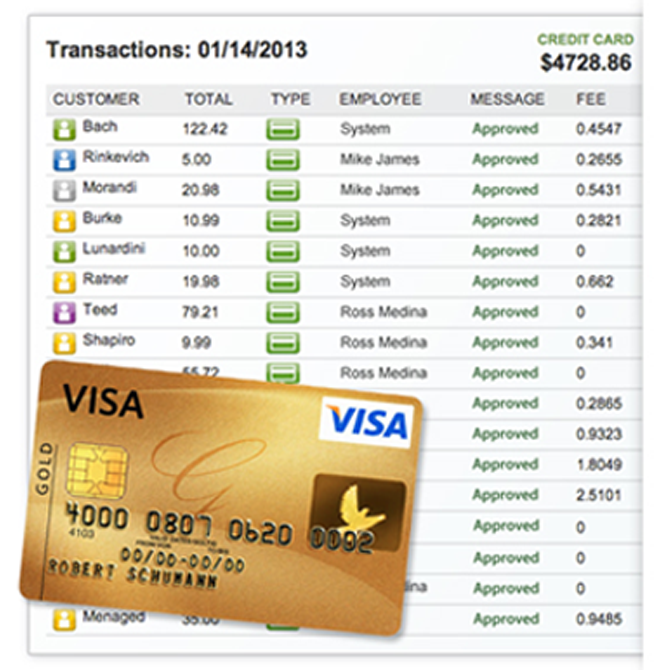 Transactions: 01/14/2013
CREDIT CARD
$4728.86
CUSTOMER TOTAL TYPE EMPLOYEE MESSAGE FEE
Bach 122.42 System Approved 0.4547
Rinkevich 5.00 Mike James Approved 0.2655
Morandi 20.98 Mike James Approved 0.5431
Burke 10.99 System Approved 0.2821
Lunardini 10.00 System Approved 0
Ratner 19.98 System Approved 0.662
Teed 79.21 Ross Medina Approved 0
Shapiro 9.99 Ross Medina Approved 0.341
55.72 Ross Medina Approved 0
Approved 0.2865
Approved 0.9323
Approved 1.8049
Approved 2.5101
Approved 0
Approved 0
Approved 0
Menaged 35.00 Approved 0.9485
VISA
VISA
GOLD
G
4000 0807 0620 0002
4103
00/00-00/00
ROBERT SCHUMANN